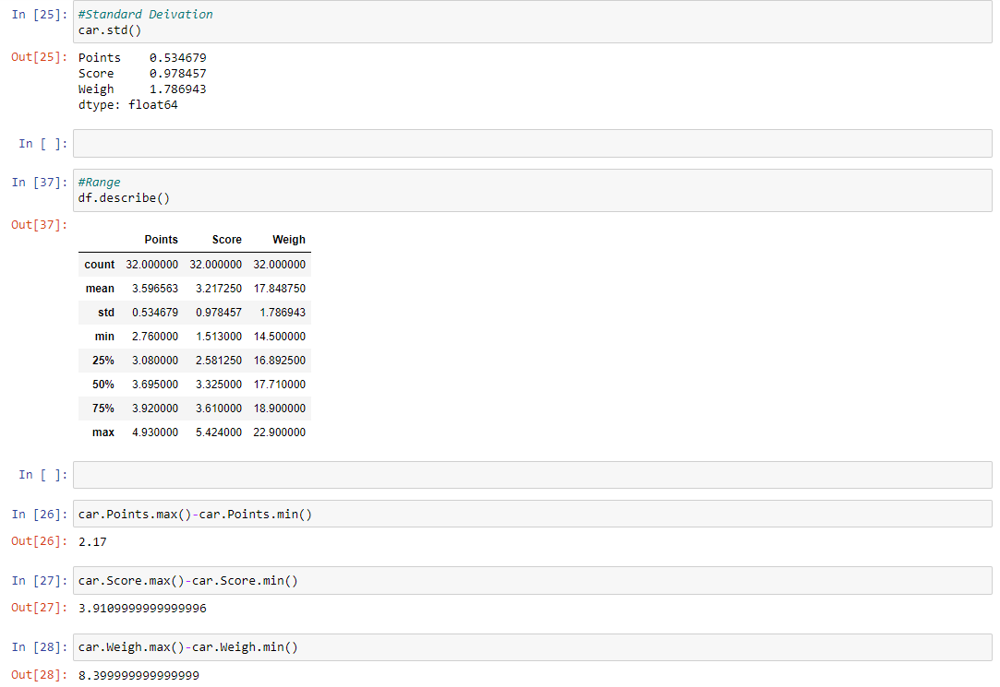 In [25]: #Standard Deivation
car.std()
Out[25]: Points 0.534679
Score 0.978457
Weigh 1.786943
dtype: float64
In [ ]:
In [37]: #Range
df.describe()
Out[37]:
Points Score Weigh
count 32.000000 32.000000 32.000000
mean 3.596563 3.217250 17.848750
std 0.534679 0.978457 1.786943
min 2.760000 1.513000 14.500000
25% 3.080000 2.581250 16.892500
50% 3.695000 3.325000 17.710000
75% 3.920000 3.610000 18.900000
max 4.930000 5.424000 22.900000
In [ ]:
In [26]: car.Points.max()-car.Points.min()
Out[26]: 2.17
In [27]: car.Score.max()-car.Score.min()
Out[27]: 3.9109999999999996
In [28]: car.Weigh.max()-car.Weigh.min()
Out[28]: 8.399999999999999